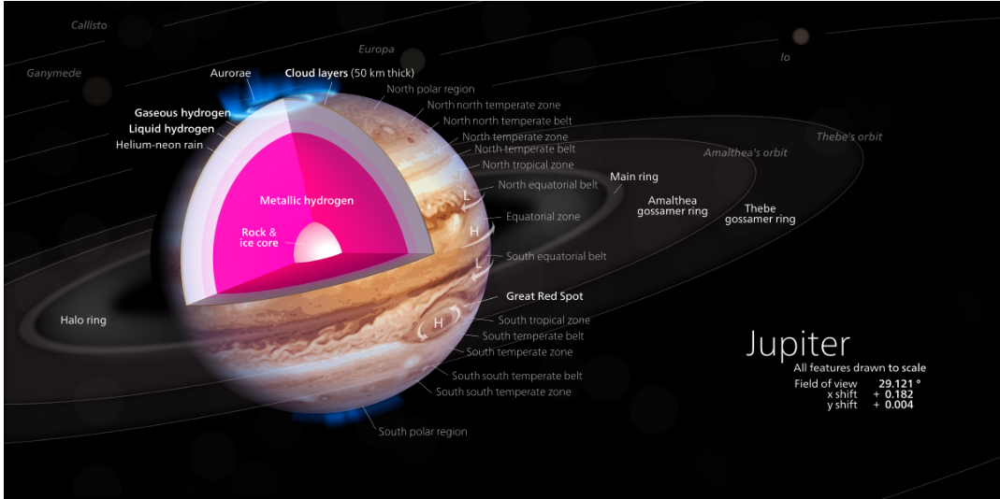 Callisto
Europa
Io
Ganymede
Aurorae
Cloud layers (50 km thick)
North polar region
Gaseous hydrogen
North north temperate zone
Liquid hydrogen
North north temperate belt
Helium-neon rain
North temperate zone
North temperate belt
Thebe's orbit
Amalthea's orbit
North tropical zone
Main ring
North equatorial belt
L
Metallic hydrogen
Amalthea
gossamer ring
Thebe
gossamer ring
Equatorial zone
H
Rock &
ice core
South equatorial belt
L
Great Red Spot
Halo ring
H
South tropical zone
South temperate belt
South temperate zone
South south temperate belt
South south temperate zone
South polar region
Jupiter
All features drawn to scale
Field of view 29.121 °
x shift + 0.182
y shift + 0.004